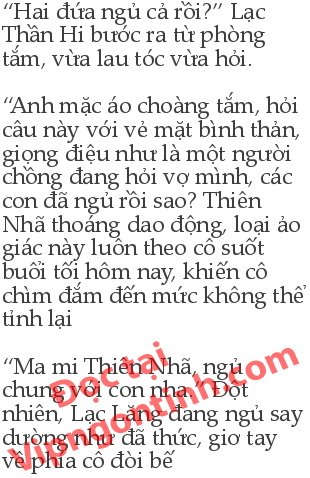 “Hai đứa ngủ cả rồi?” Lạc
Thần Hi bước ra từ phòng
tắm, vừa lau tóc vừa hỏi.
“Anh mặc áo choàng tắm, hỏi
câu này với vẻ mặt bình thản,
giọng điệu như là một người
chồng đang hỏi vợ mình, các
con đã ngủ rồi sao? Thiên
Nhã thoáng dao động, loại ảo
giác này luôn theo cô suốt
buổi tối hôm nay, khiến cô
chìm đắm đến mức không thể
tỉnh lại
“Ma mi Thiên Nhã, ngủ
chung với con nha.” Đột
nhiên, Lạc Lăng đang ngủ say
dường như đã thức, giơ tay
về phía cô đòi bế
Đọc tại
Vipngontinh.com